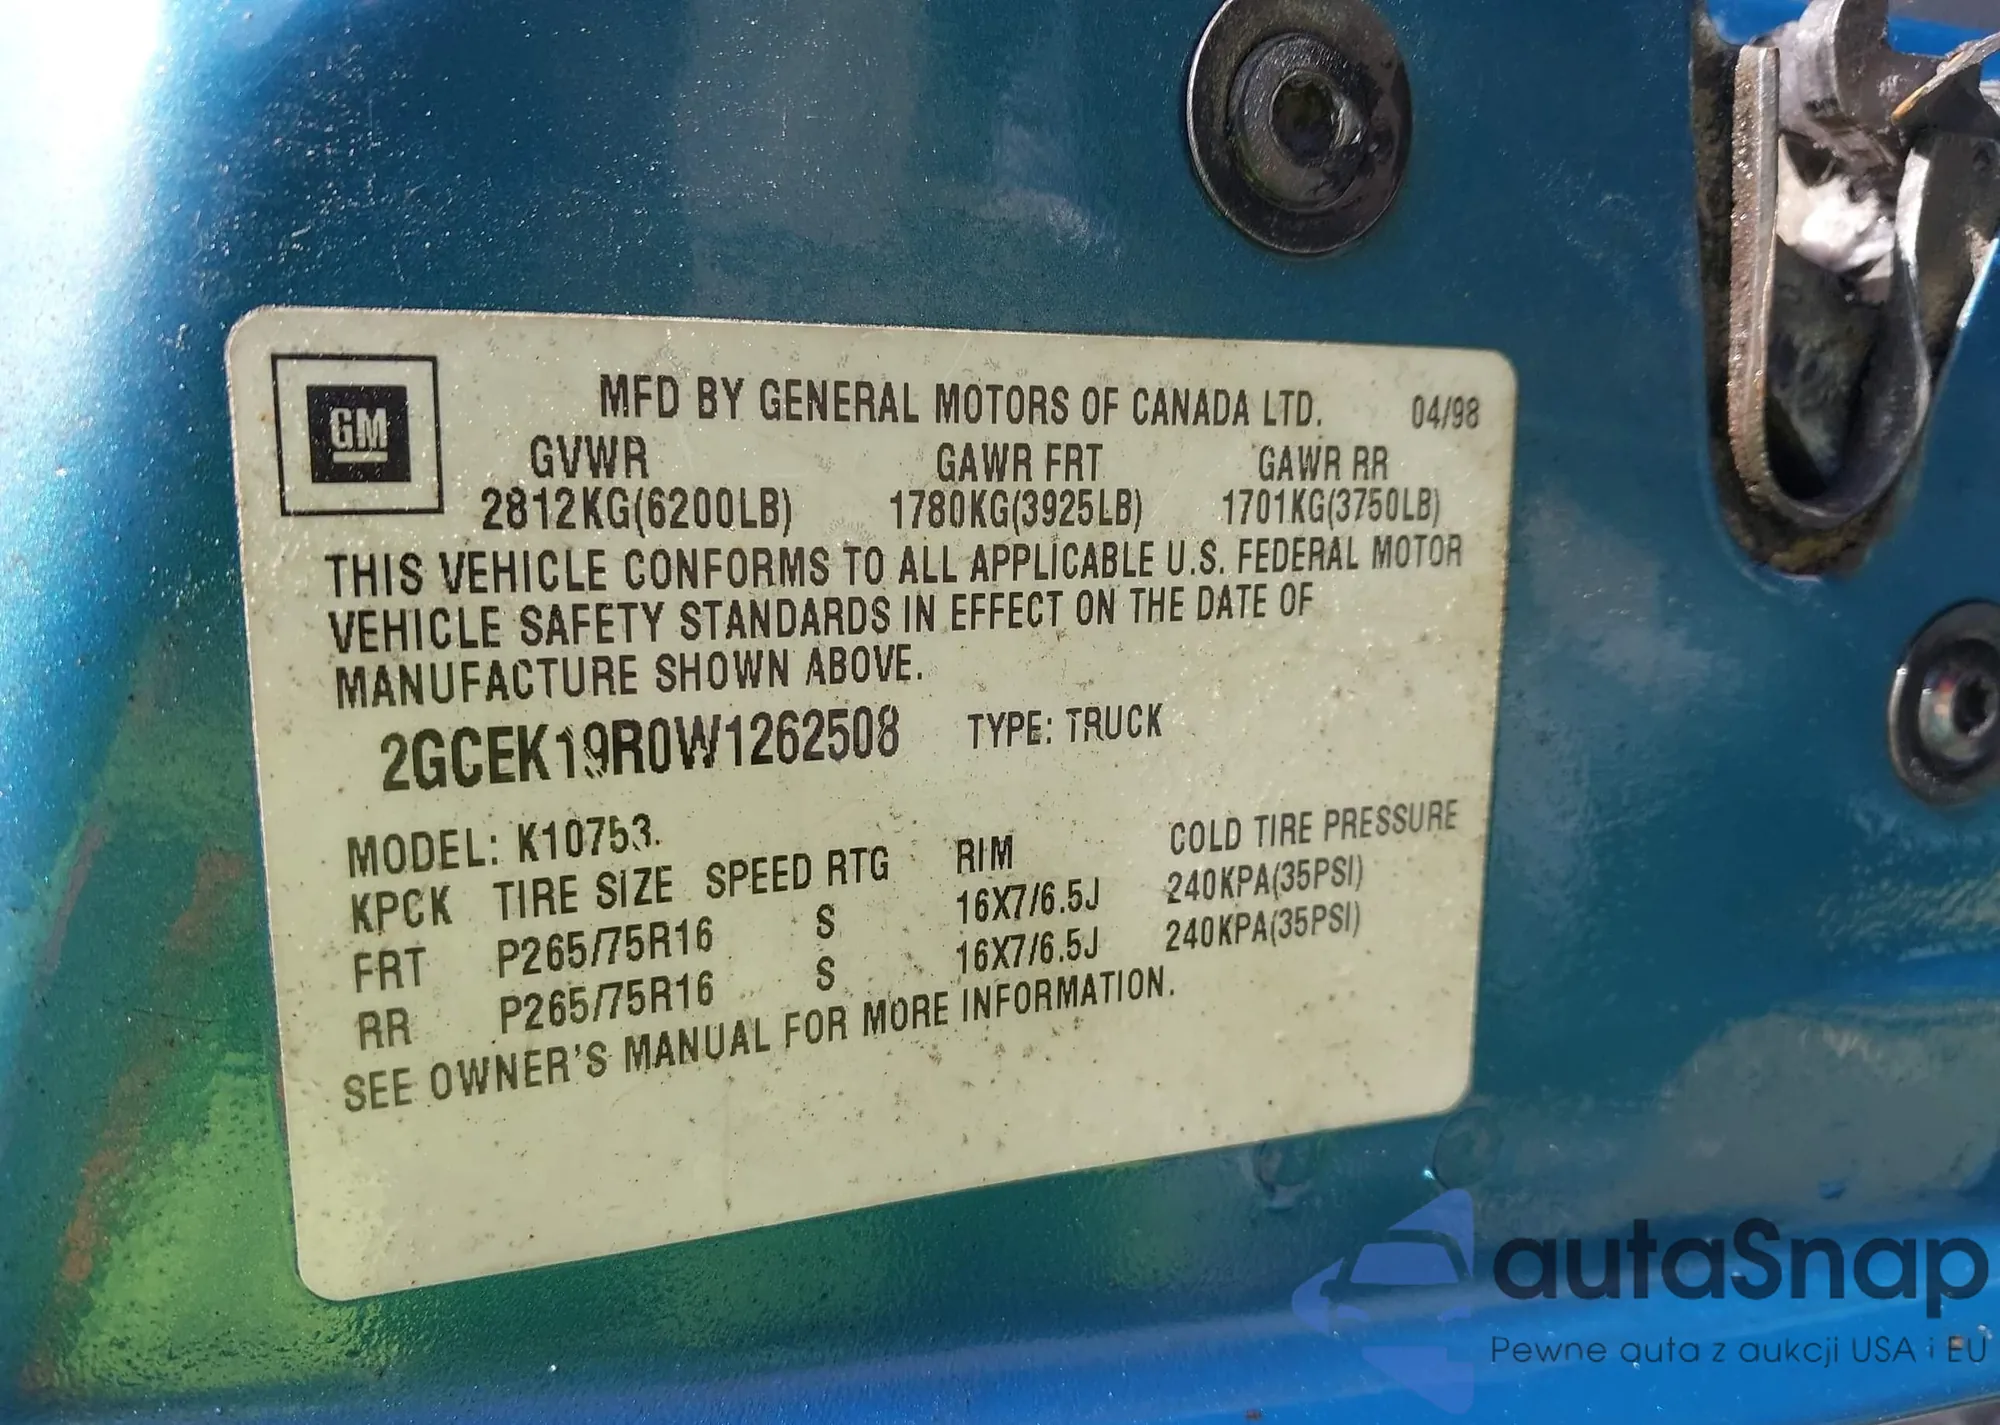 GM
MFD BY GENERAL MOTORS OF CANADA LTD. 04/98
GVWR GAWR FRT GAWR RR
2812KG(6200LB) 1780KG(3925LB) 1701KG(3750LB)
THIS VEHICLE CONFORMS TO ALL APPLICABLE U.S. FEDERAL MOTOR
VEHICLE SAFETY STANDARDS IN EFFECT ON THE DATE OF
MANUFACTURE SHOWN ABOVE.
2GCEK19R0W1262508 TYPE: TRUCK
MODEL: K10753.
KPCK TIRE SIZE SPEED RTG RIM COLD TIRE PRESSURE
FRT P265/75R16 S 16X7/6.5J 240KPA(35PSI)
RR P265/75R16 S 16X7/6.5J 240KPA(35PSI)
SEE OWNER'S MANUAL FOR MORE INFORMATION.
autaSnap
Pewne auta z aukcji USA i EU